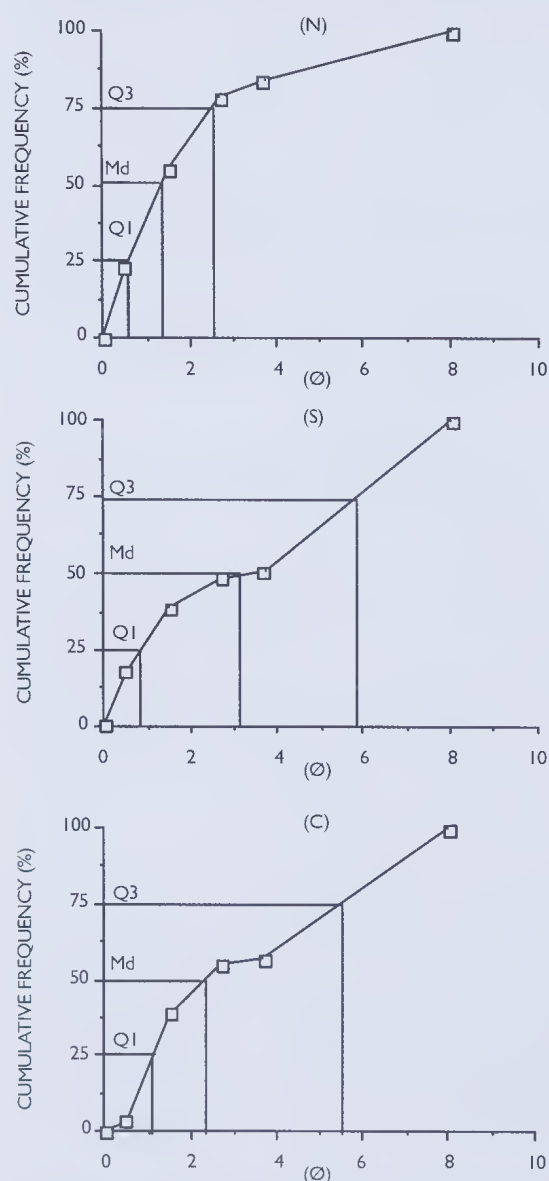 (N)
CUMULATIVE FREQUENCY (%)
100
75
50
25
0
Q3
Md
Q1
0 2 4 6 8 10
(Ø)
(S)
CUMULATIVE FREQUENCY (%)
100
75
50
25
0
Q3
Md
Q1
0 2 4 6 8 10
(Ø)
(C)
CUMULATIVE FREQUENCY (%)
100
75
50
25
0
Q3
Md
Q1
0 2 4 6 8 10
(Ø)